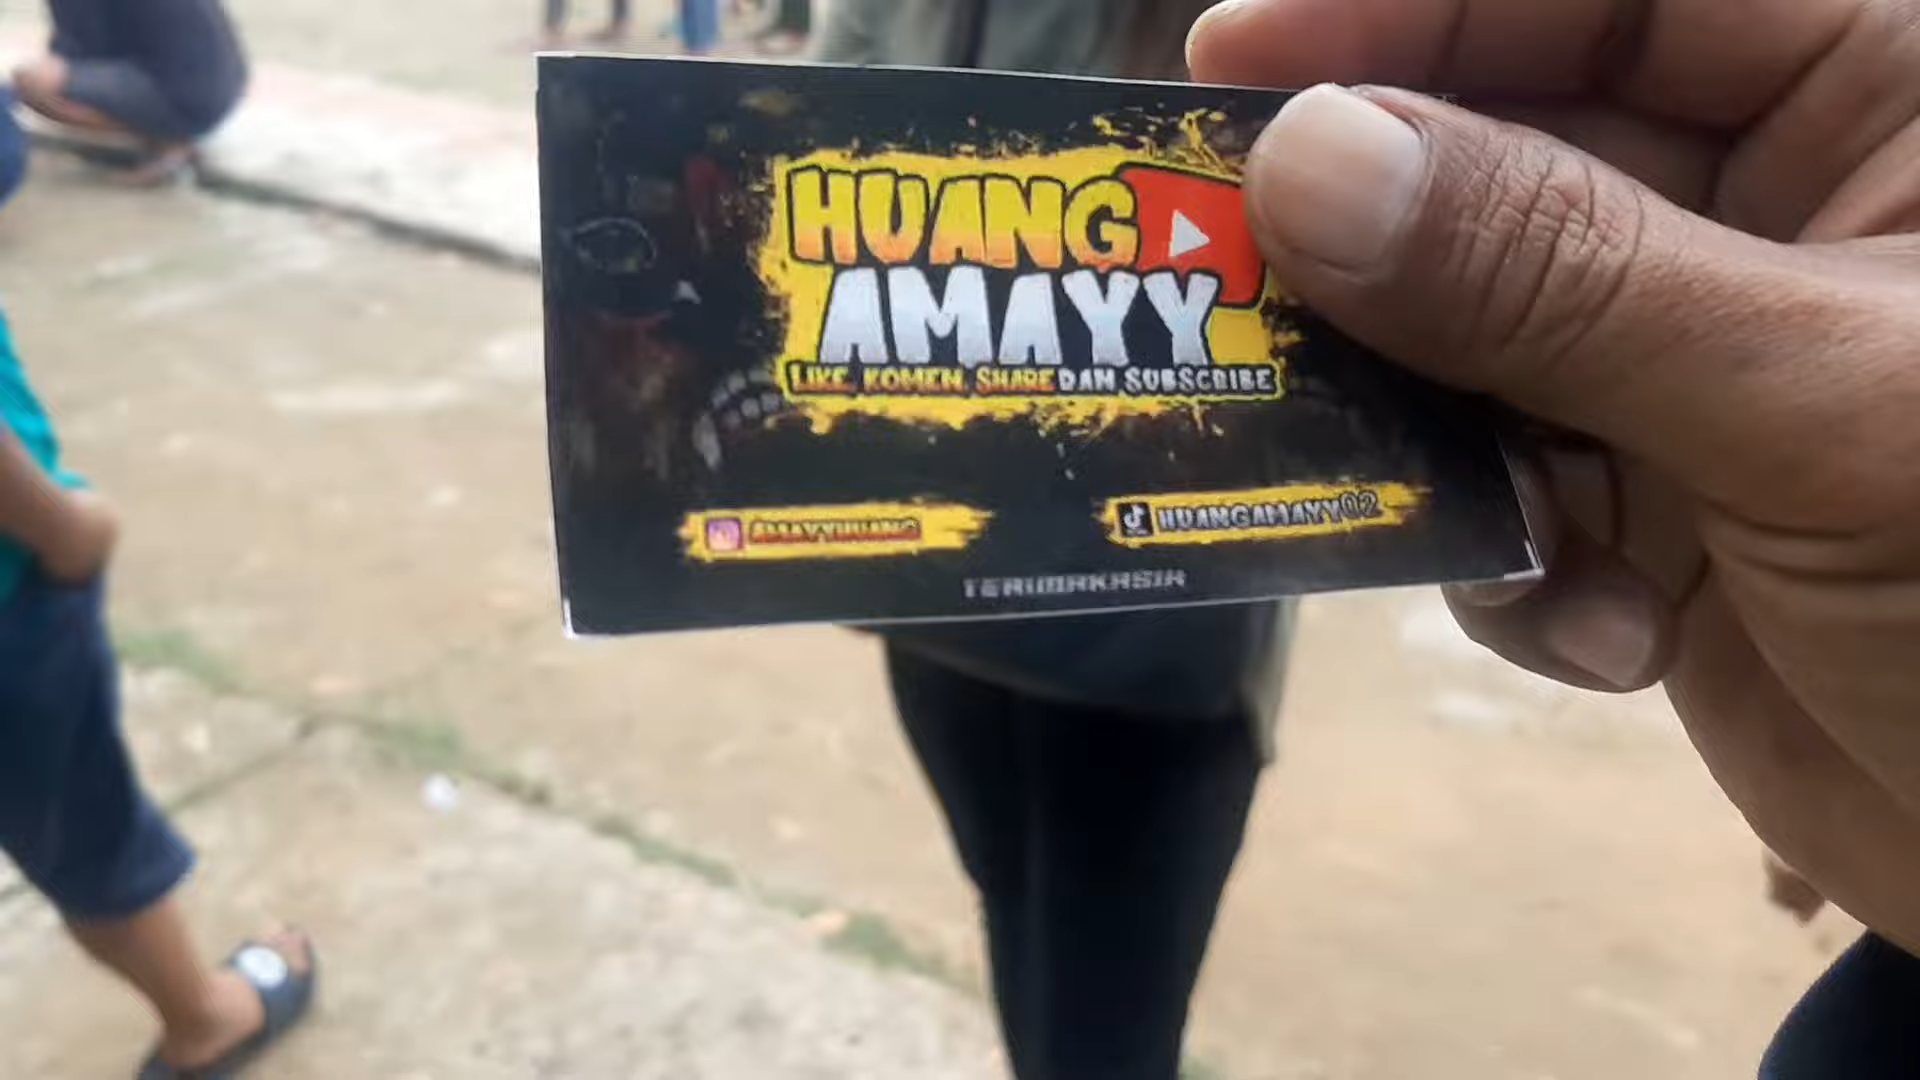 HUANG
AMAYY
LIKE, KOMEN, SHARE DAN SUBSCRIBE
AMAYYHUANG
HUANGAMAYY02
TERIMAKASIH